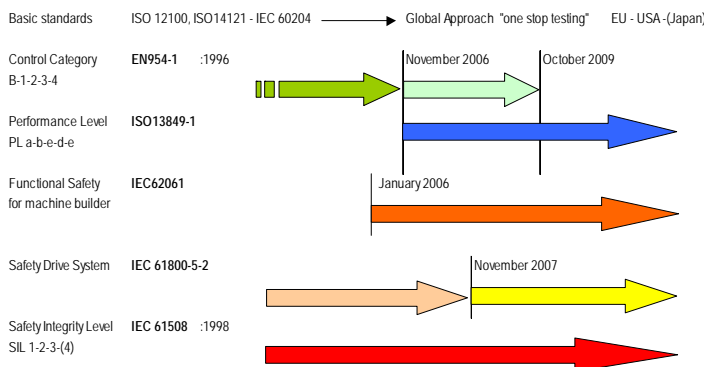 Basic standards ISO 12100, ISO14121 - IEC 60204 Global Approach "one stop testing" EU - USA -(Japan)
Control Category EN954-1 :1996 November 2006 October 2009
B-1-2-3-4
Performance Level ISO13849-1
PL a-b-e-d-e
Functional Safety IEC62061 January 2006
for machine builder
Safety Drive System IEC 61800-5-2 November 2007
Safety Integrity Level IEC 61508 :1998
SIL 1-2-3-(4)